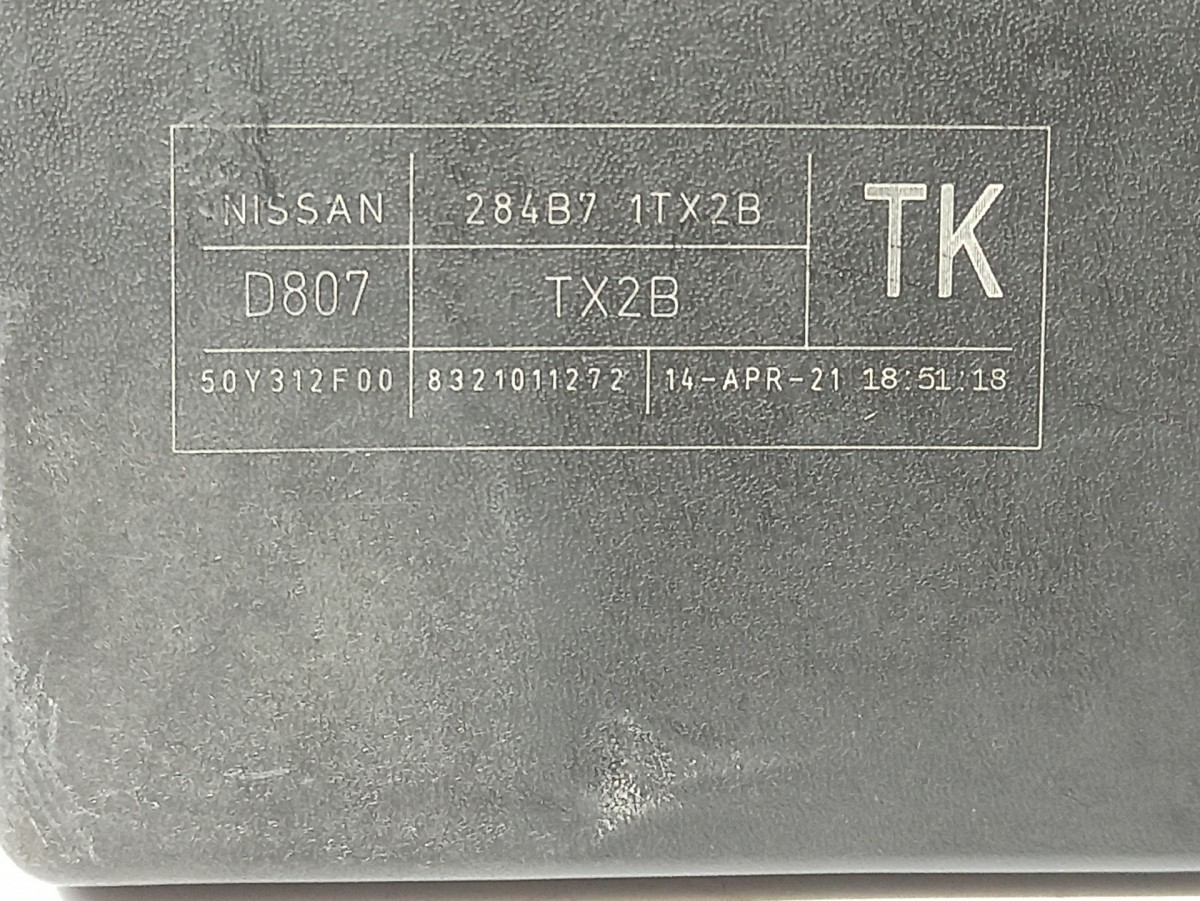 NISSAN 284B7 1TX2B TK
D807 TX2B
50Y312F00 8321011272 14-APR-21 18:51:18